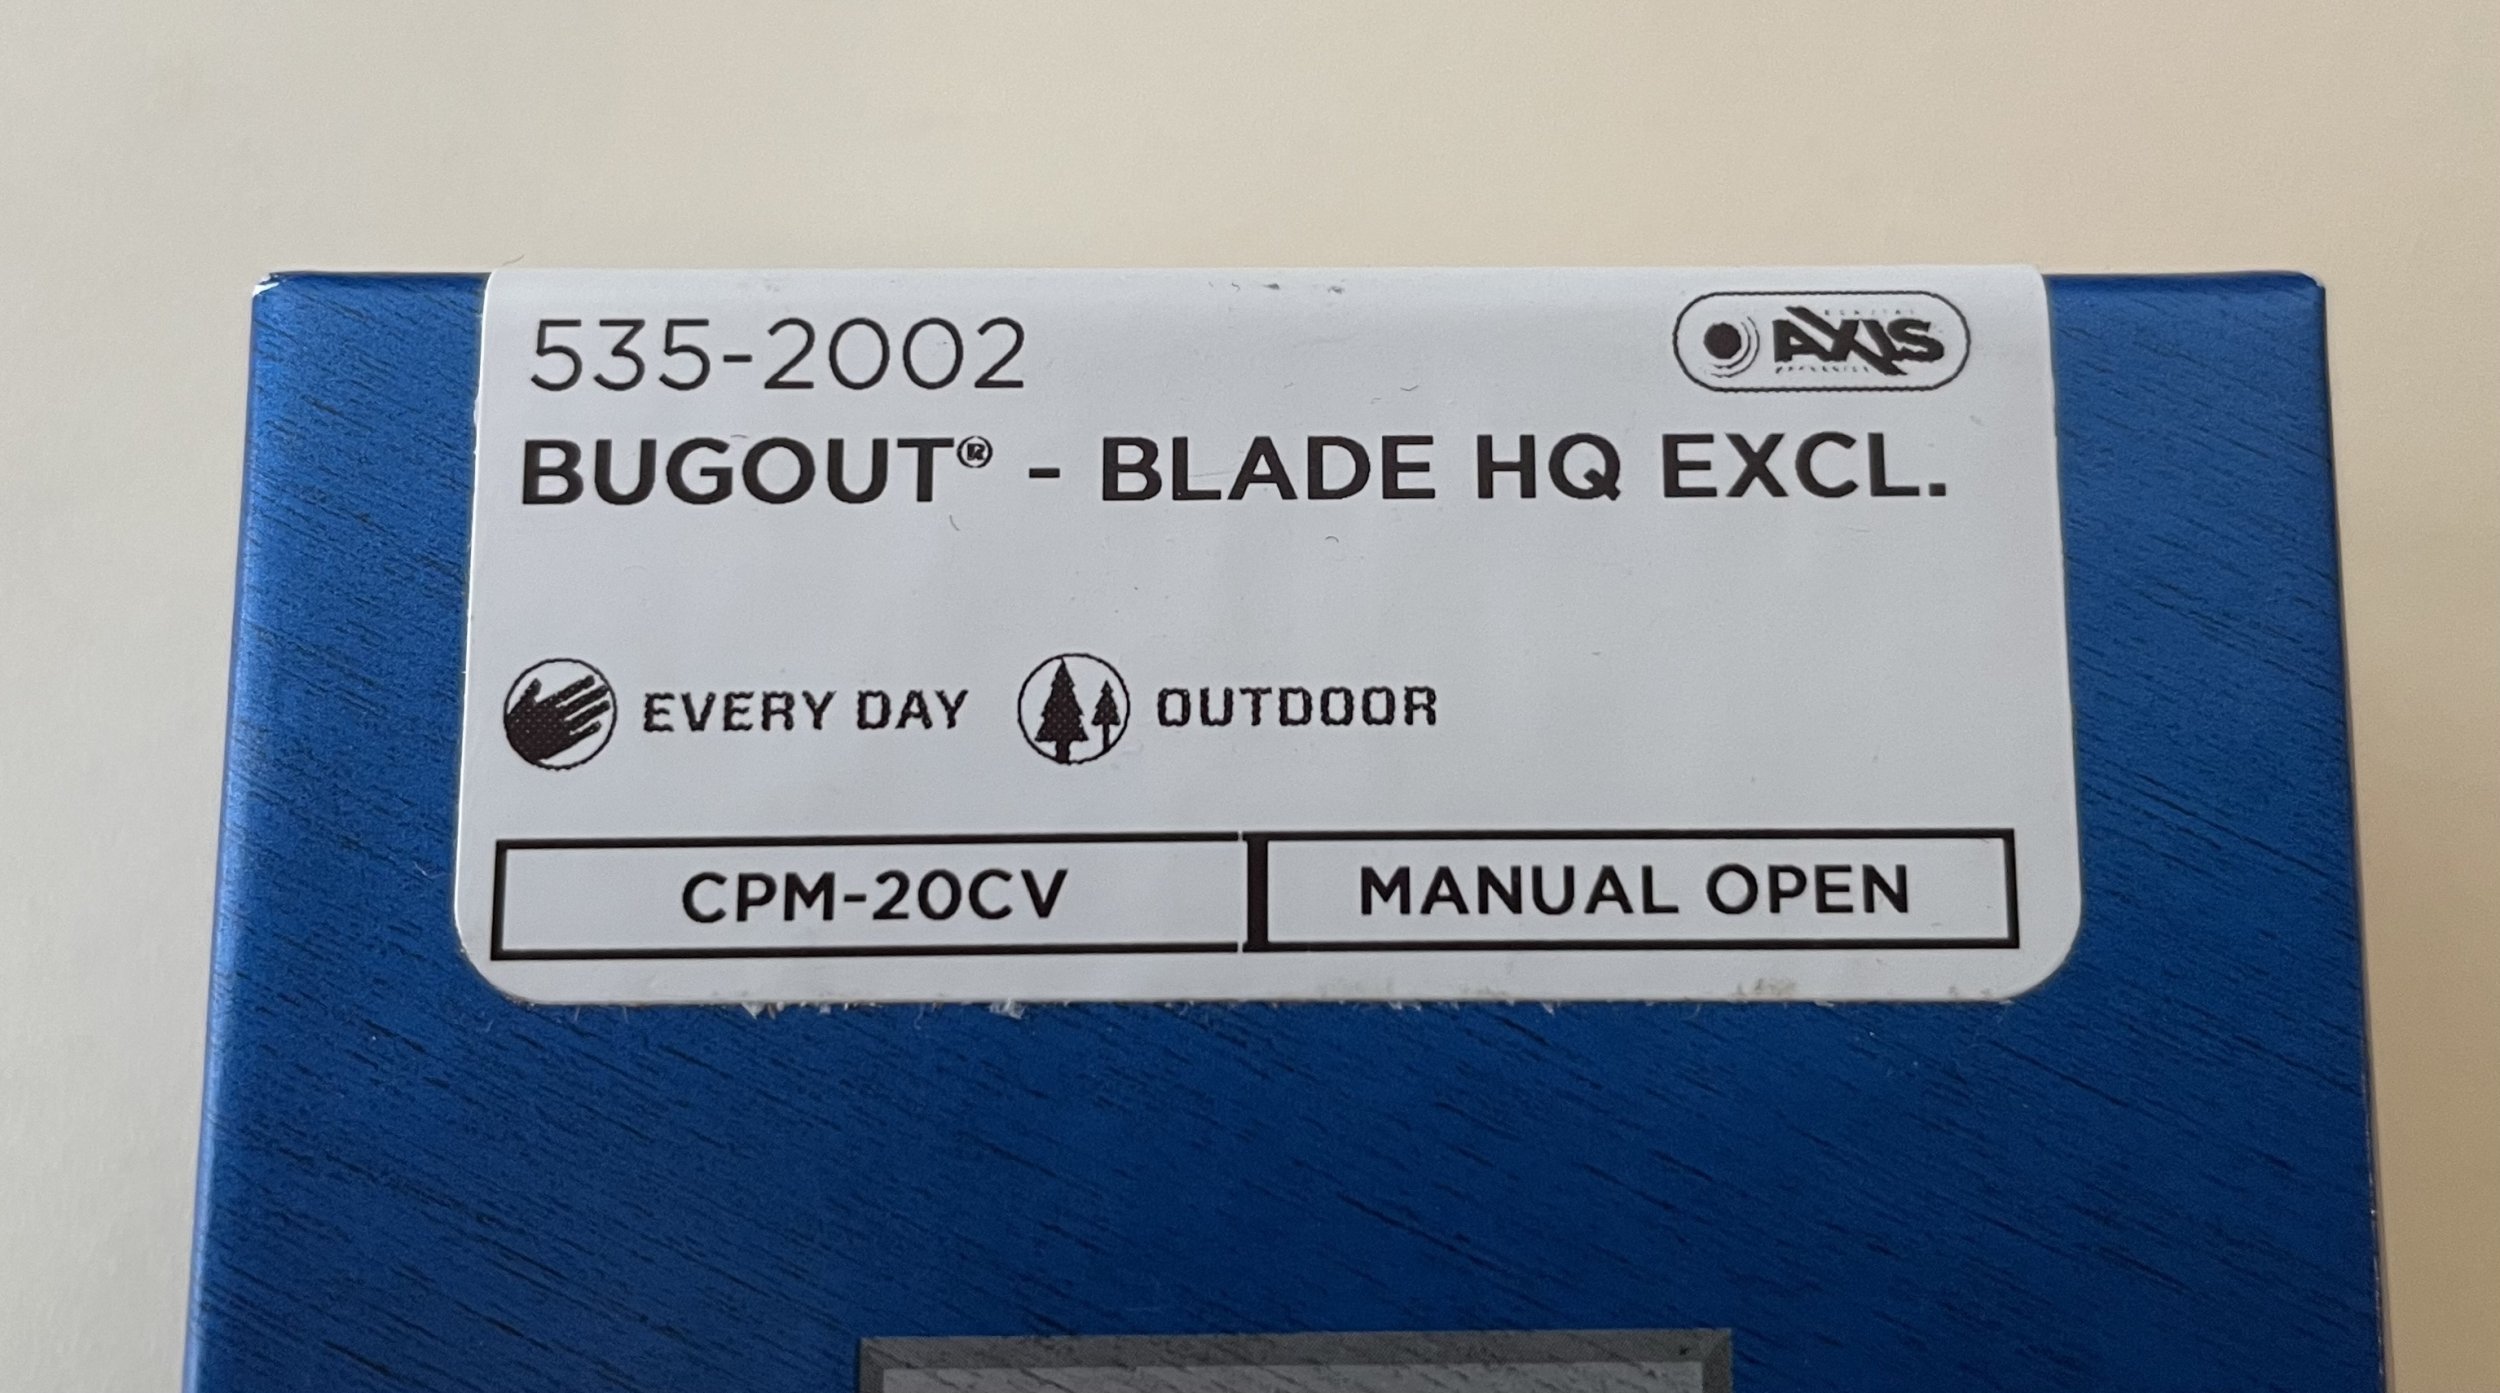 535-2002
AXIS
BUGOUT® - BLADE HQ EXCL.
EVERY DAY OUTDOOR
CPM-20CV MANUAL OPEN